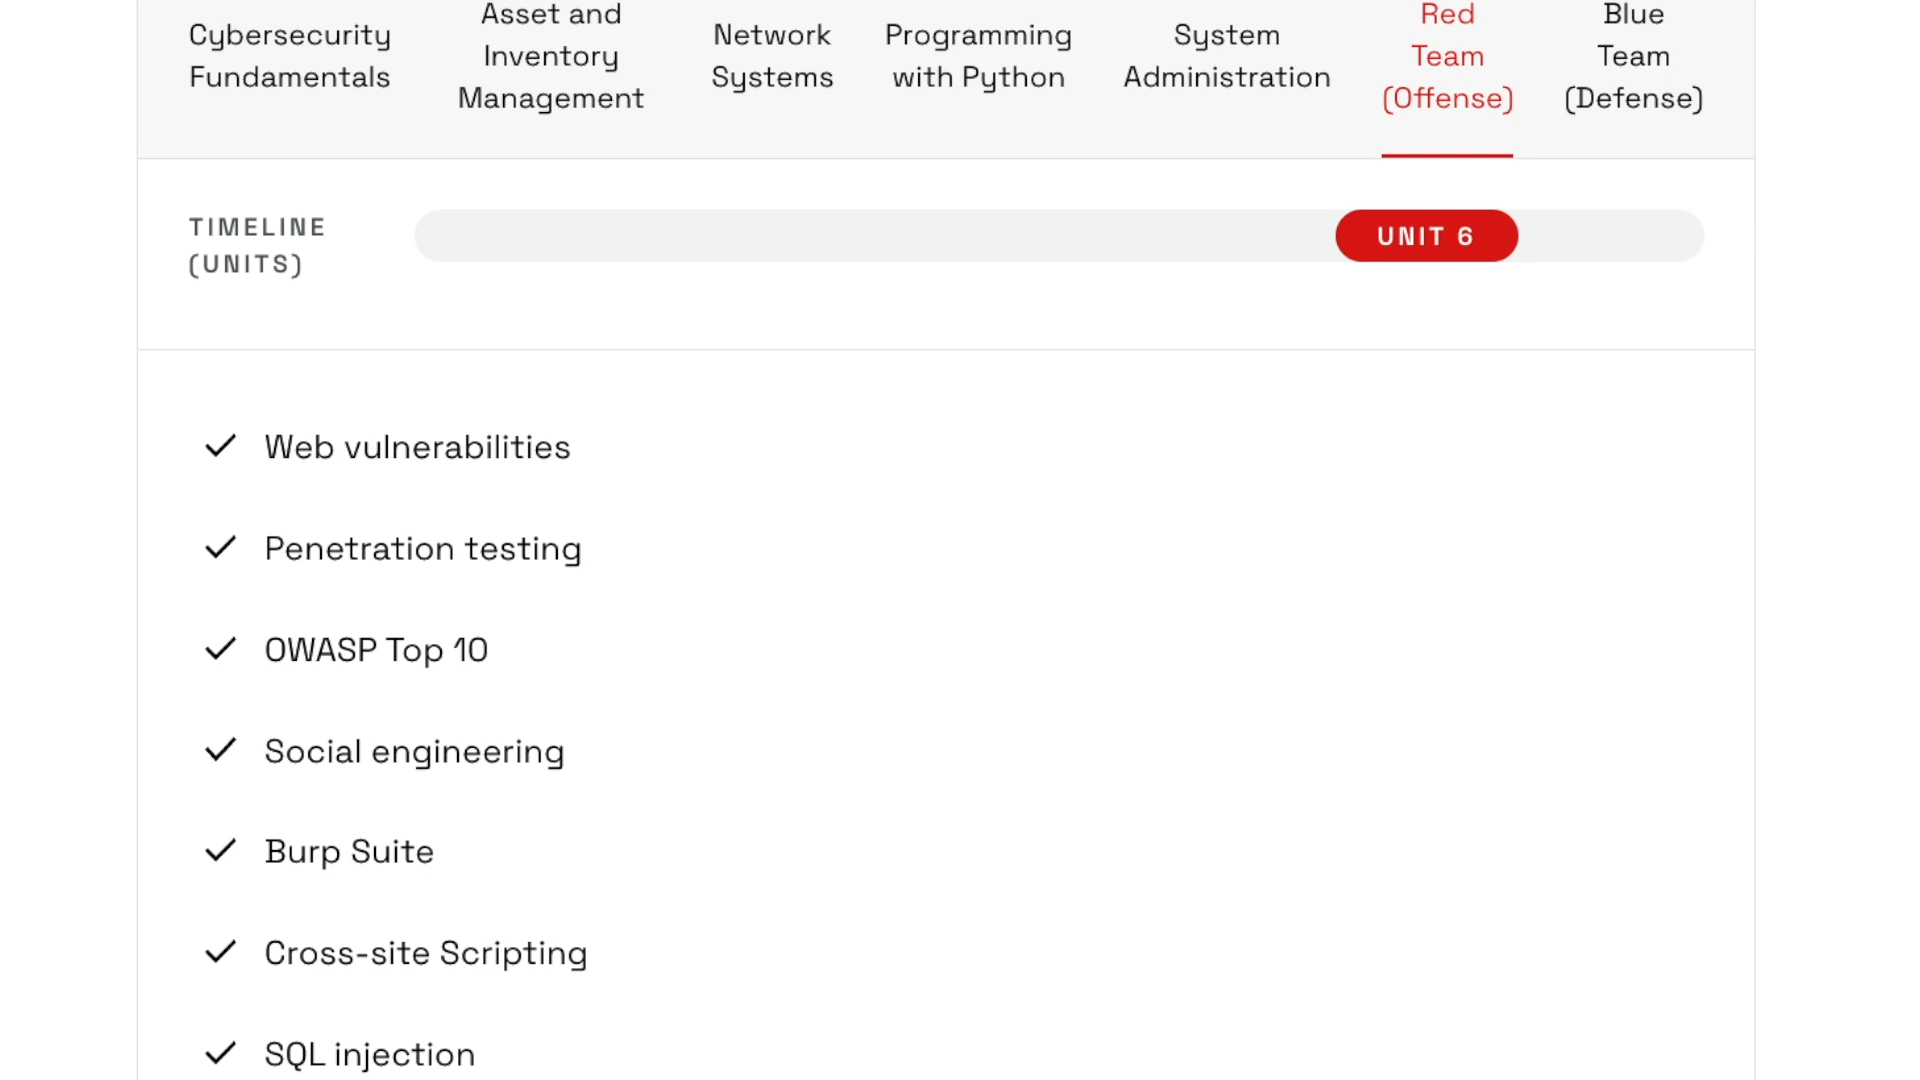 Cybersecurity
Fundamentals
Asset and
Inventory
Management
Network
Systems
Programming
with Python
System
Administration
Red
Team
(Offense)
Blue
Team
(Defense)
TIMELINE
(UNITS)
UNIT 6
Web vulnerabilities
Penetration testing
OWASP Top 10
Social engineering
Burp Suite
Cross-site Scripting
SQL injection